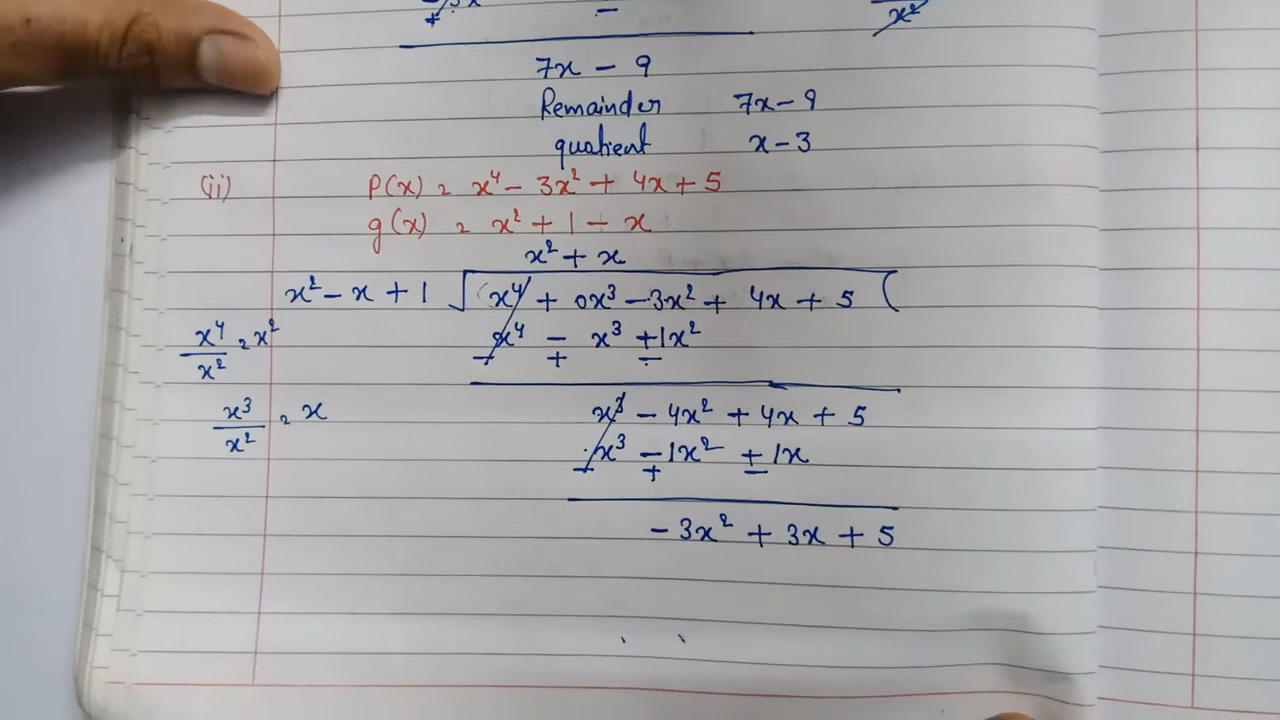 x²
7x - 9
Remainder 7x-9
quotient x-3
(ii) P(x) = x⁴ - 3x² + 4x + 5
g(x) = x² + 1 - x
x² + x
x² - x + 1 √ x⁴ + 0x³ - 3x² + 4x + 5 (
x⁴/x² = x²
x⁴ - x³ + 1x²
- + -
x³/x² = x
x³ - 4x² + 4x + 5
x³ - 1x² + 1x
- + -
-3x² + 3x + 5